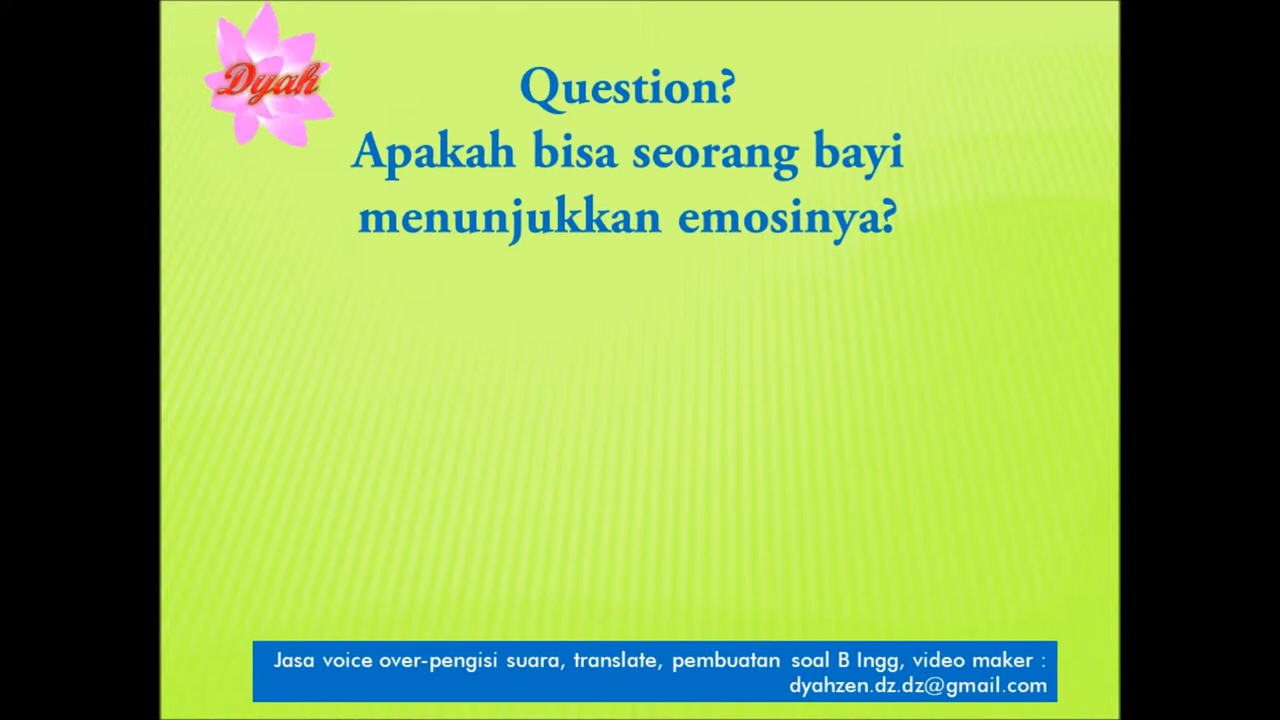 Dyah
Question?
Apakah bisa seorang bayi
menunjukkan emosinya?
Jasa voice over-pengisi suara, translate, pembuatan soal B Ingg, video maker :
dyahzen.dz.dz@gmail.com